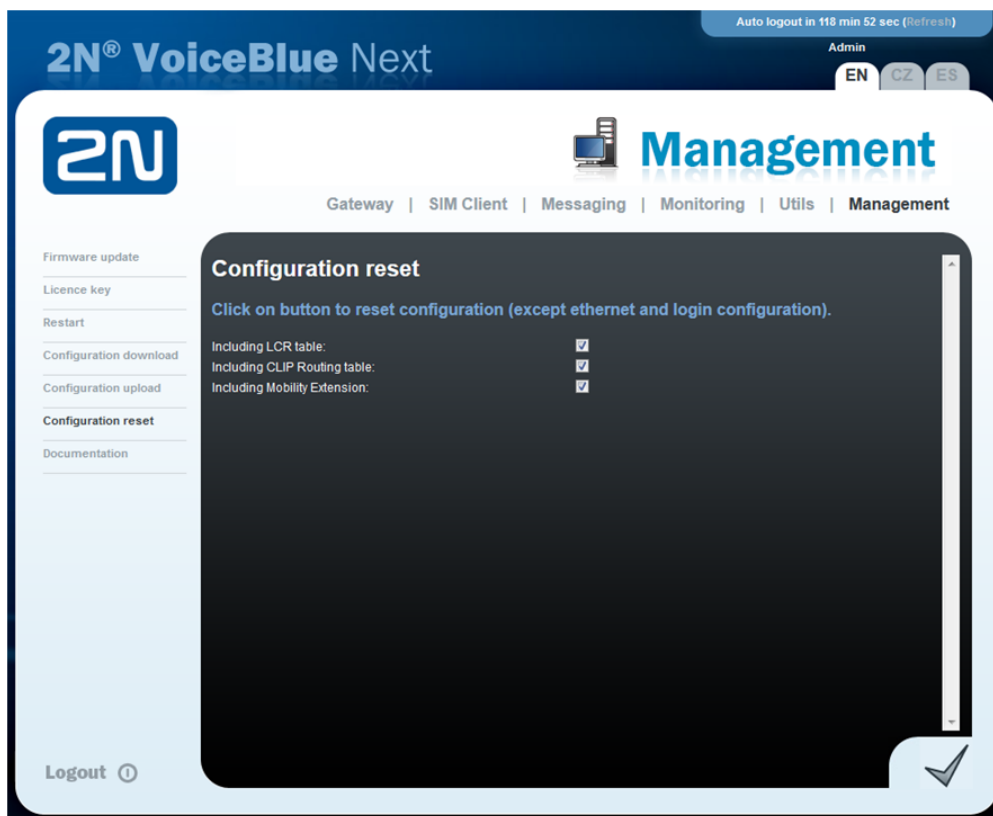 Auto logout in 118 min 52 sec (Refresh)
2N® VoiceBlue Next
Admin
EN CZ ES
2N
Management
Gateway | SIM Client | Messaging | Monitoring | Utils | Management
Firmware update
Licence key
Restart
Configuration download
Configuration upload
Configuration reset
Documentation
Configuration reset
Click on button to reset configuration (except ethernet and login configuration).
Including LCR table:
Including CLIP Routing table:
Including Mobility Extension:
Logout